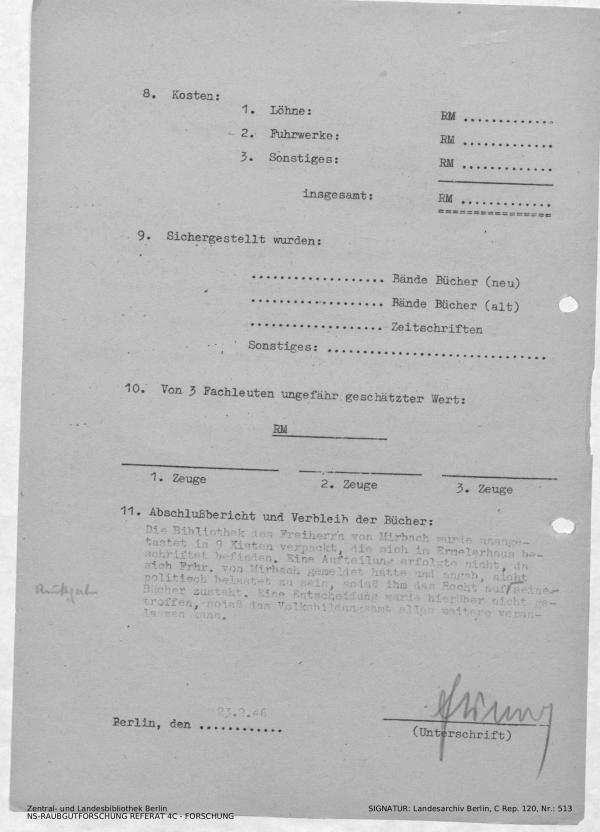 8. Kosten:
1. Löhne: RM .............
2. Fuhrwerke: RM .............
3. Sonstiges: RM .............
insgesamt: RM .............
================
9. Sichergestellt wurden:
................... Bände Bücher (neu)
................... Bände Bücher (alt)
................... Zeitschriften
Sonstiges: ...............................
10. Von 3 Fachleuten ungefähr geschätzter Wert:
RM
1. Zeuge 2. Zeuge 3. Zeuge
11. Abschlußbericht und Verbleib der Bücher:
Die Bibliothek des Freiherrn von Mirbach wurde unange-
tastet in 9 Kisten verpackt, die sich in Ermelerhaus be-
schriftet befinden. Eine Aufteilung erfolgte nicht, da
sich Frhr. von Mirbach gemeldet hatte und angab, nicht
politisch belastet zu sein, sodaß ihm das Recht auf seine
Bücher zusteht. Eine Entscheidung wurde hierüber nicht ge-
troffen, sodaß das Volksbildungsamt alles weitere veran-
lassen kann.
23.2.46
Berlin, den ............
(Unterschrift)
Zentral- und Landesbibliothek Berlin
NS-RAUBGUTFORSCHUNG REFERAT 4C - FORSCHUNG
SIGNATUR: Landesarchiv Berlin, C Rep. 120, Nr.: 513